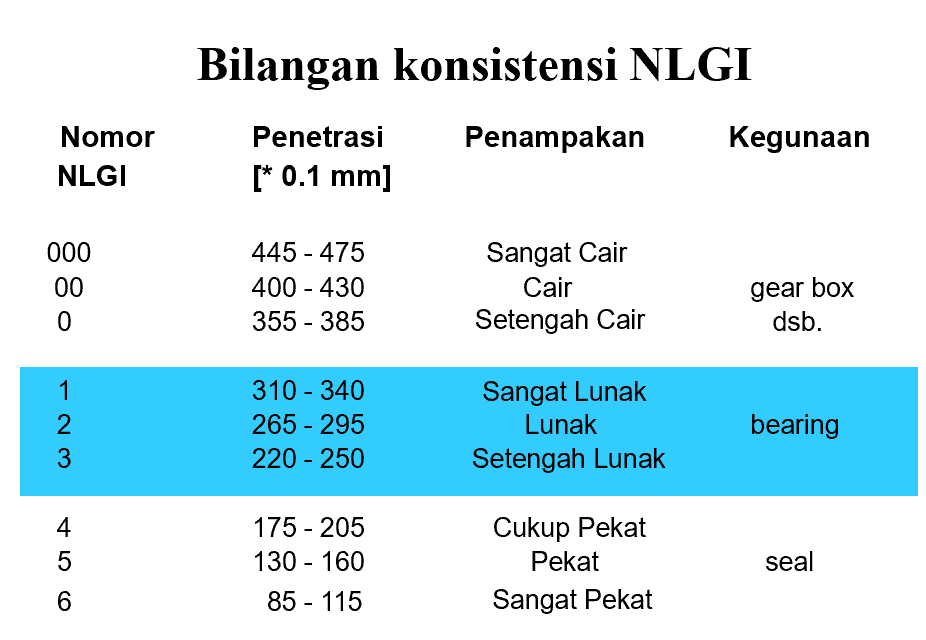 Bilangan konsistensi NLGI
Nomor Penetrasi Penampakan Kegunaan
NLGI [* 0.1 mm]
000 445 - 475 Sangat Cair
00 400 - 430 Cair gear box
0 355 - 385 Setengah Cair dsb.
1 310 - 340 Sangat Lunak
2 265 - 295 Lunak bearing
3 220 - 250 Setengah Lunak
4 175 - 205 Cukup Pekat
5 130 - 160 Pekat seal
6 85 - 115 Sangat Pekat